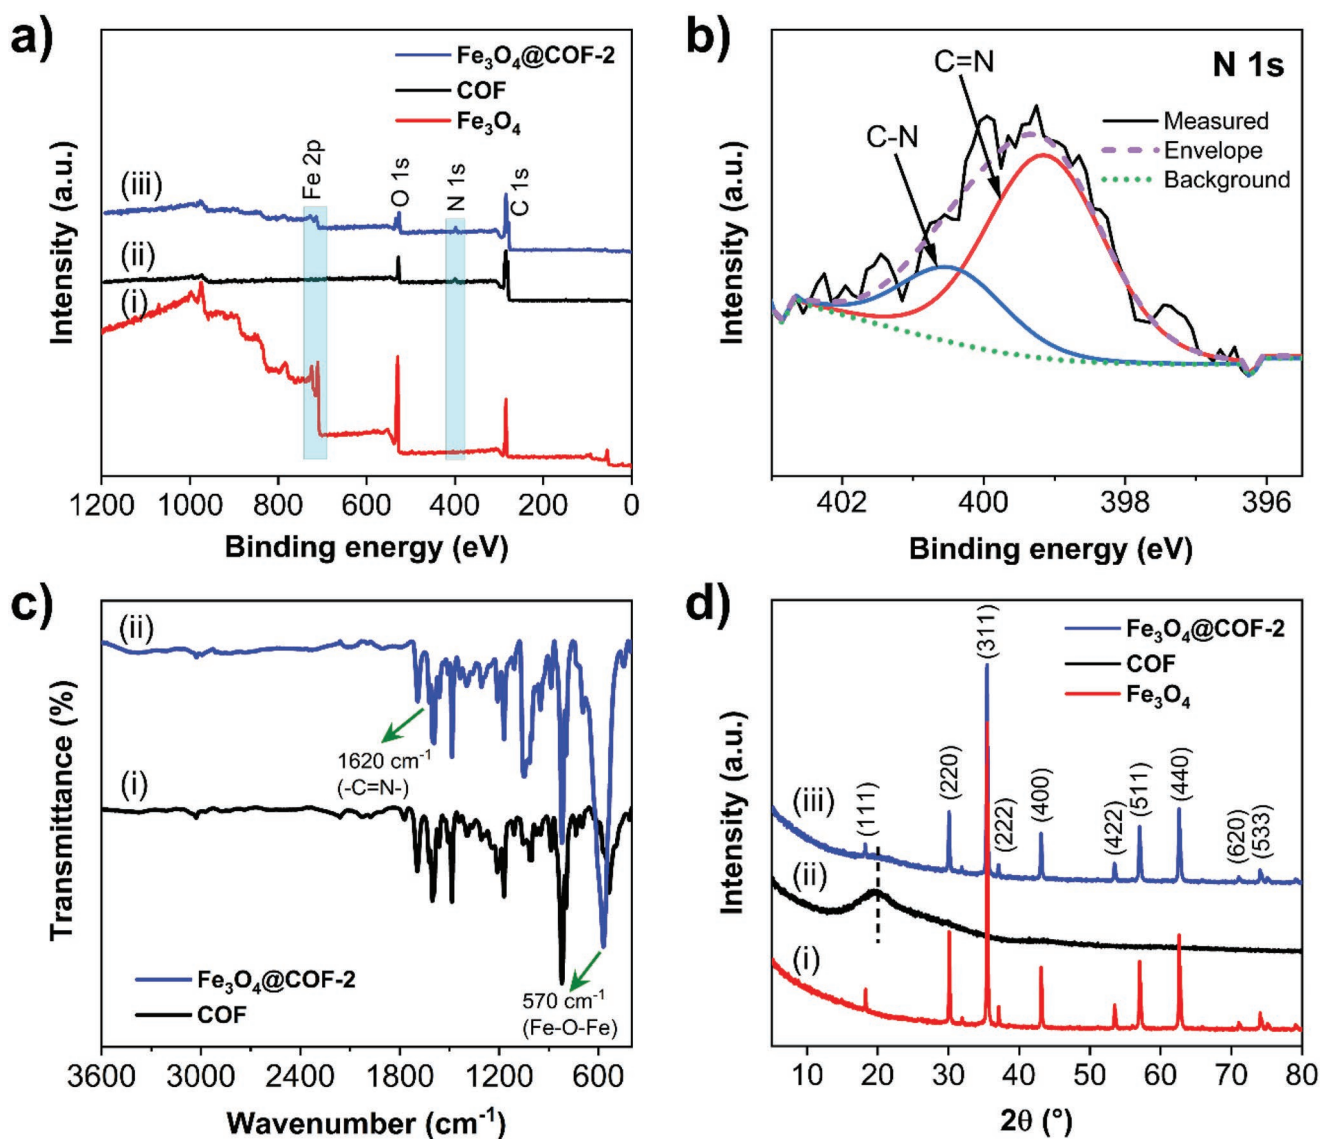 a)
Fe₃O₄@COF-2
COF
Fe₃O₄
Fe 2p
O 1s
N 1s
C 1s
(iii)
(ii)
(i)
Intensity (a.u.)
1200 1000 800 600 400 200 0
Binding energy (eV)
b)
N 1s
C=N
C-N
Measured
Envelope
Background
Intensity (a.u.)
402 400 398 396
Binding energy (eV)
c)
(ii)
1620 cm⁻¹
(-C=N-)
(i)
570 cm⁻¹
(Fe-O-Fe)
Fe₃O₄@COF-2
COF
Transmittance (%)
3600 3000 2400 1800 1200 600
Wavenumber (cm⁻¹)
d)
Fe₃O₄@COF-2
COF
Fe₃O₄
(111)
(220)
(311)
(222)
(400)
(422)
(511)
(440)
(620)
(533)
(iii)
(ii)
(i)
Intensity (a.u.)
10 20 30 40 50 60 70 80
2θ (°)